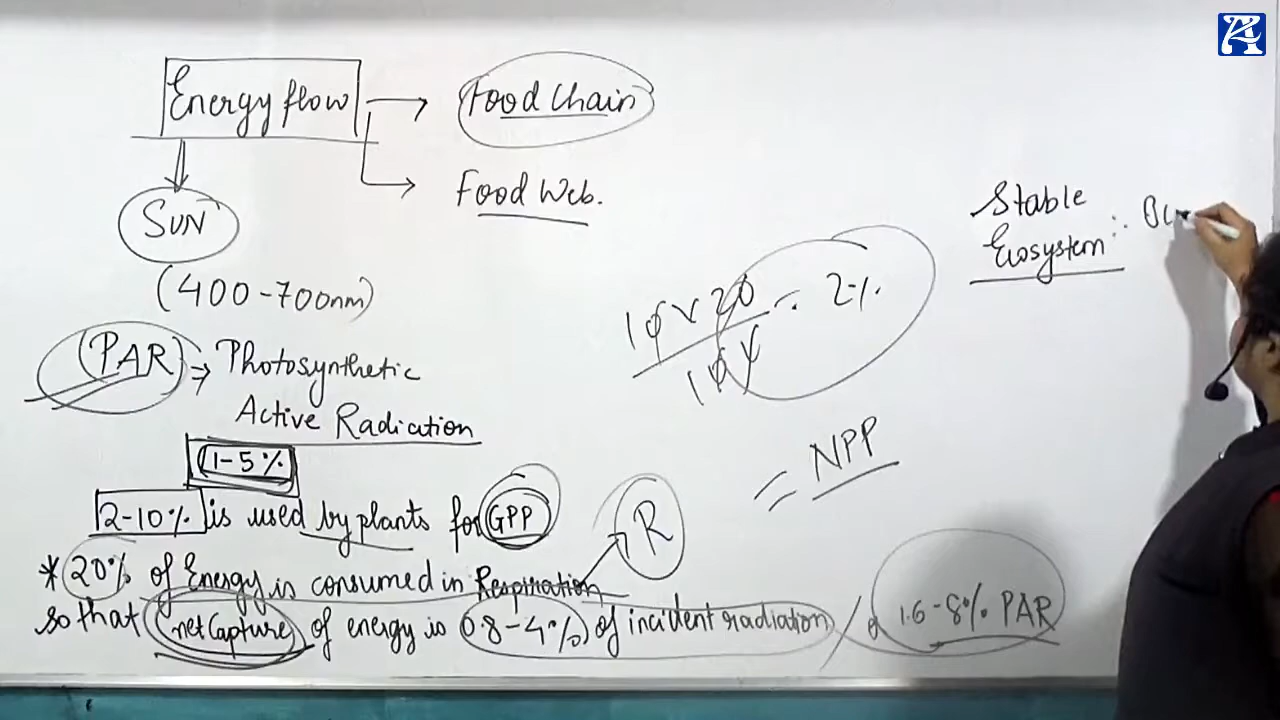 Energy flow
Food Chain
Food Web.
SUN
(400-700nm)
(PAR) → Photosynthetic
Active Radiation
1-5%
2-10% is used by plants for GPP
* 20% of Energy is consumed in Respiration
R
so that net Capture of energy is 0.8-4% of incident radiation / 1.6-8% PAR
10 × 20
2%
= NPP
Stable
Ecosystem